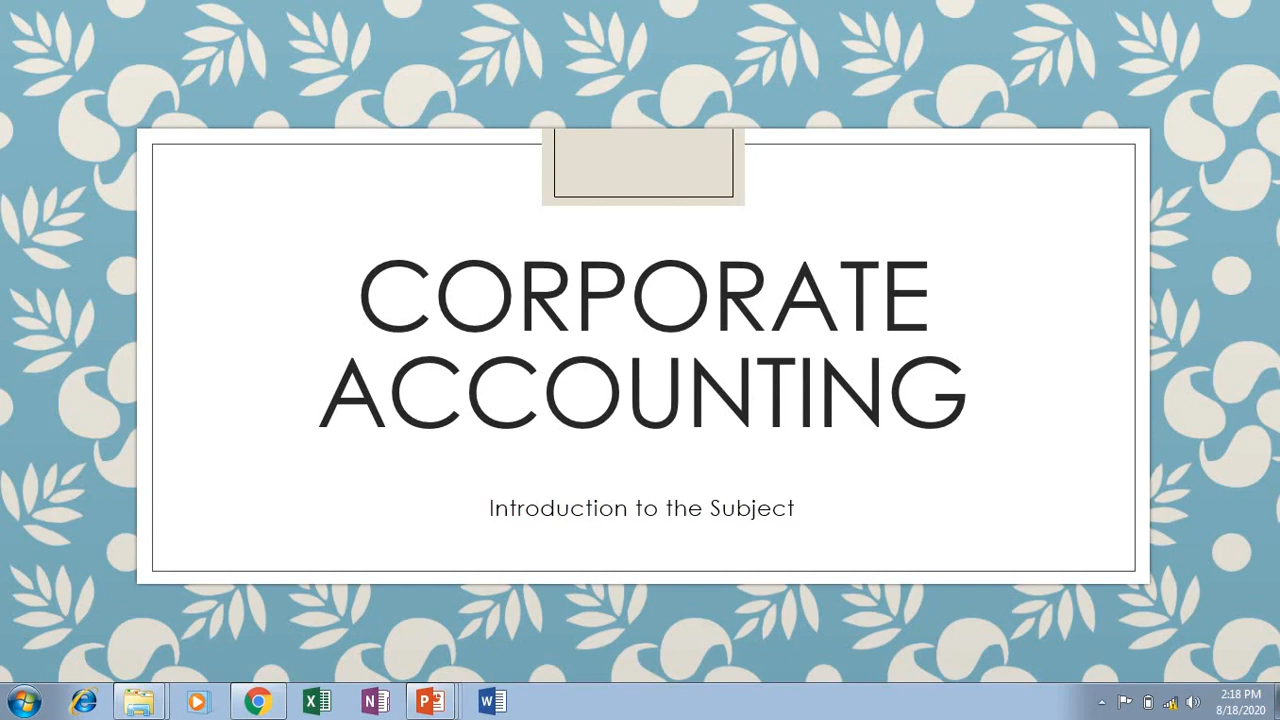 CORPORATE
ACCOUNTING
Introduction to the Subject
2:18 PM
8/18/2020